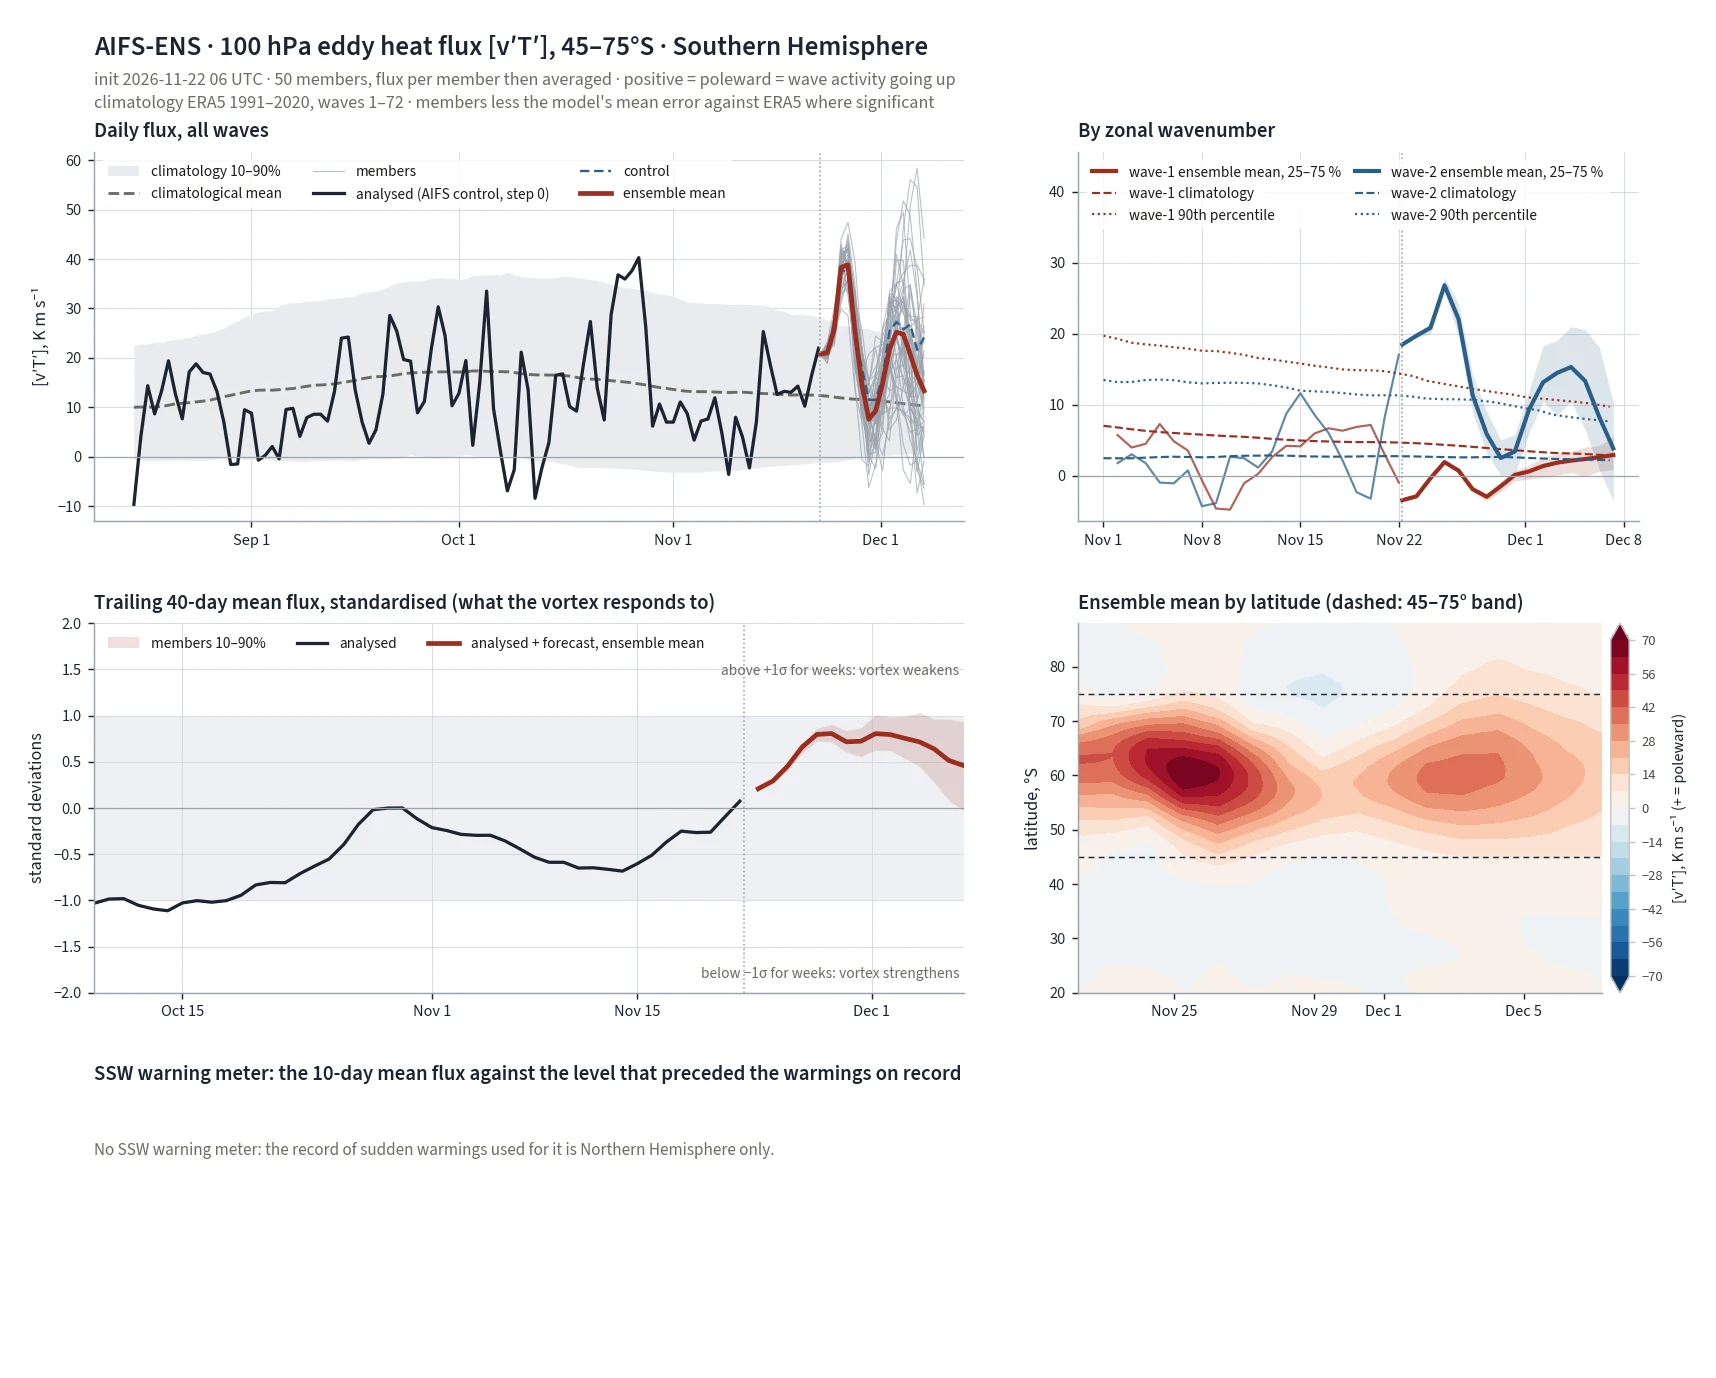 AIFS-ENS · 100 hPa eddy heat flux [v′T′], 45–75°S · Southern Hemisphere
init 2026-11-22 06 UTC · 50 members, flux per member then averaged · positive = poleward = wave activity going up
climatology ERA5 1991–2020, waves 1–72 · members less the model's mean error against ERA5 where significant
Daily flux, all waves
climatology 10–90%
members
control
climatological mean
analysed (AIFS control, step 0)
ensemble mean
[v′T′], K m s⁻¹
60
50
40
30
20
10
0
−10
Sep 1
Oct 1
Nov 1
Dec 1
By zonal wavenumber
wave-1 ensemble mean, 25–75 %
wave-2 ensemble mean, 25–75 %
wave-1 climatology
wave-2 climatology
wave-1 90th percentile
wave-2 90th percentile
40
30
20
10
0
Nov 1
Nov 8
Nov 15
Nov 22
Dec 1
Dec 8
Trailing 40-day mean flux, standardised (what the vortex responds to)
members 10–90%
analysed
analysed + forecast, ensemble mean
above +1σ for weeks: vortex weakens
below −1σ for weeks: vortex strengthens
standard deviations
2.0
1.5
1.0
0.5
0.0
−0.5
−1.0
−1.5
−2.0
Oct 15
Nov 1
Nov 15
Dec 1
Ensemble mean by latitude (dashed: 45–75° band)
latitude, °S
80
70
60
50
40
30
20
Nov 25
Nov 29
Dec 1
Dec 5
70
56
42
28
14
0
−14
−28
−42
−56
−70
[v′T′], K m s⁻¹ (+ = poleward)
SSW warning meter: the 10-day mean flux against the level that preceded the warmings on record
No SSW warning meter: the record of sudden warmings used for it is Northern Hemisphere only.